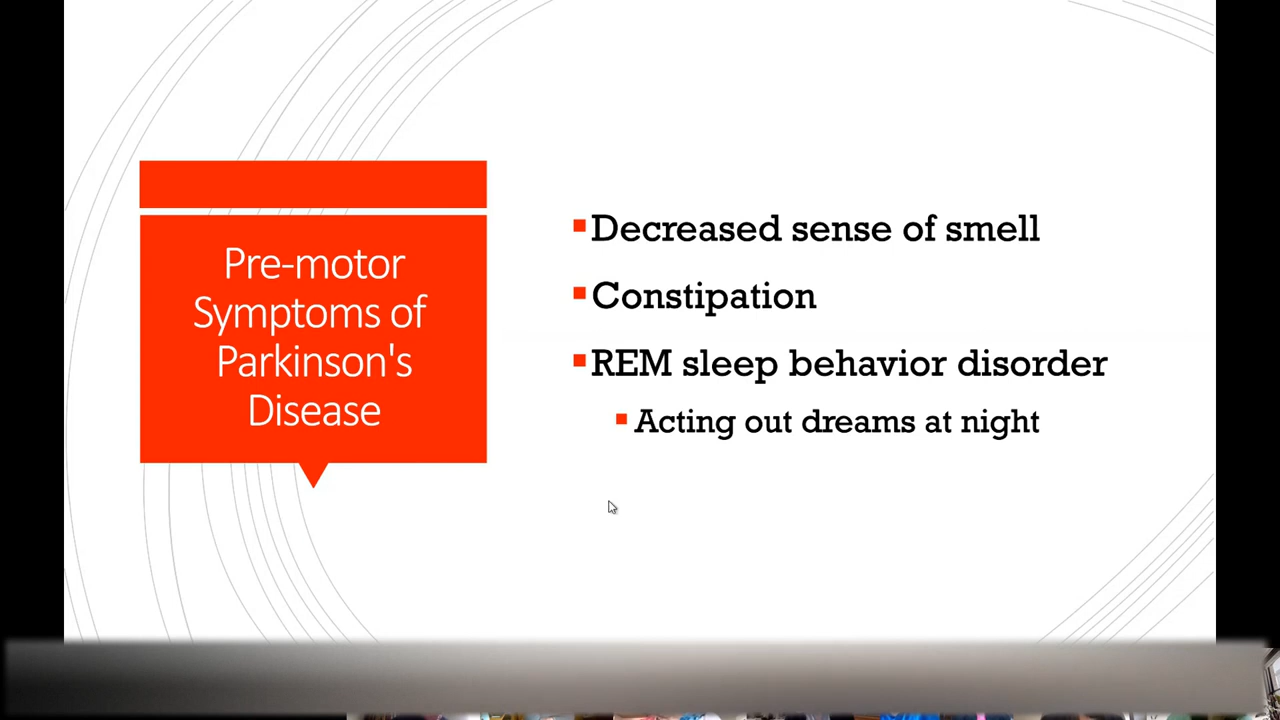 Pre-motor
Symptoms of
Parkinson's
Disease
Decreased sense of smell
Constipation
REM sleep behavior disorder
Acting out dreams at night